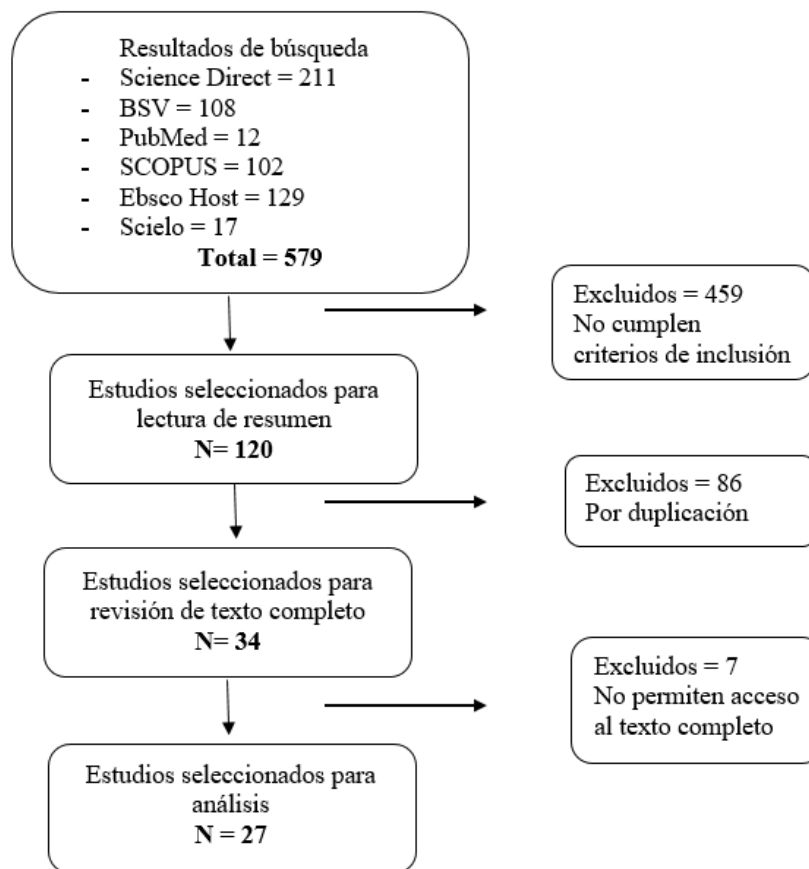 Resultados de búsqueda
- Science Direct = 211
- BSV = 108
- PubMed = 12
- SCOPUS = 102
- Ebsco Host = 129
- Scielo = 17
Total = 579
Excluidos = 459
No cumplen
criterios de inclusión
Estudios seleccionados para
lectura de resumen
N= 120
Excluidos = 86
Por duplicación
Estudios seleccionados para
revisión de texto completo
N= 34
Excluidos = 7
No permiten acceso
al texto completo
Estudios seleccionados para
análisis
N = 27